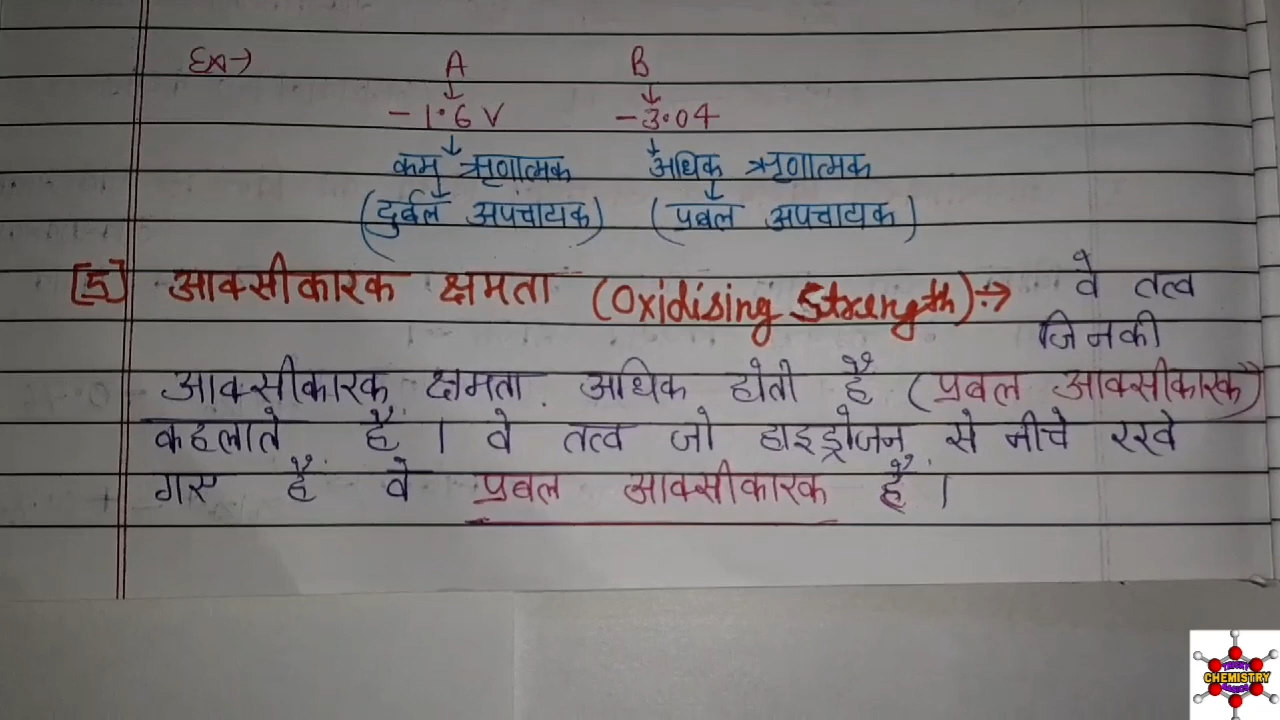 Ex→ A B
↓ ↓
-1.6 V -3.04
↓ ↓
कम ऋणात्मक अधिक ऋणात्मक
↓ ↓
(दुर्बल अपचायक) (प्रबल अपचायक)
[5] आक्सीकारक क्षमता (Oxidising Strength) :→ वे तत्व
जिनकी
आक्सीकारक क्षमता अधिक होती है (प्रबल आक्सीकारक)
कहलाते हैं । वे तत्व जो हाइड्रोजन से नीचे रखे
गए हैं वे प्रबल आक्सीकारक हैं ।
CHEMISTRY